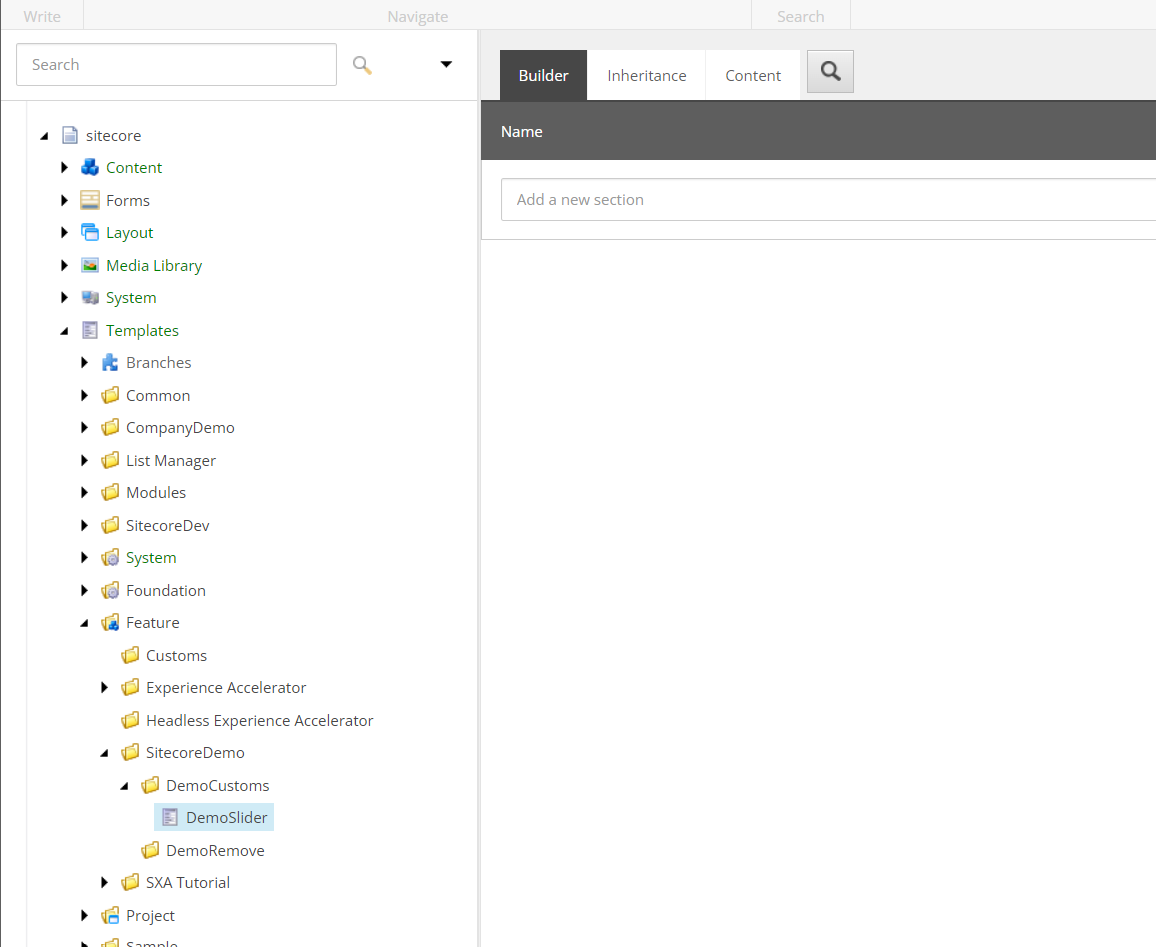 Write Navigate Search
Search
Builder Inheritance Content
Name
Add a new section
sitecore
Content
Forms
Layout
Media Library
System
Templates
Branches
Common
CompanyDemo
List Manager
Modules
SitecoreDev
System
Foundation
Feature
Customs
Experience Accelerator
Headless Experience Accelerator
SitecoreDemo
DemoCustoms
DemoSlider
DemoRemove
SXA Tutorial
Project
Sample